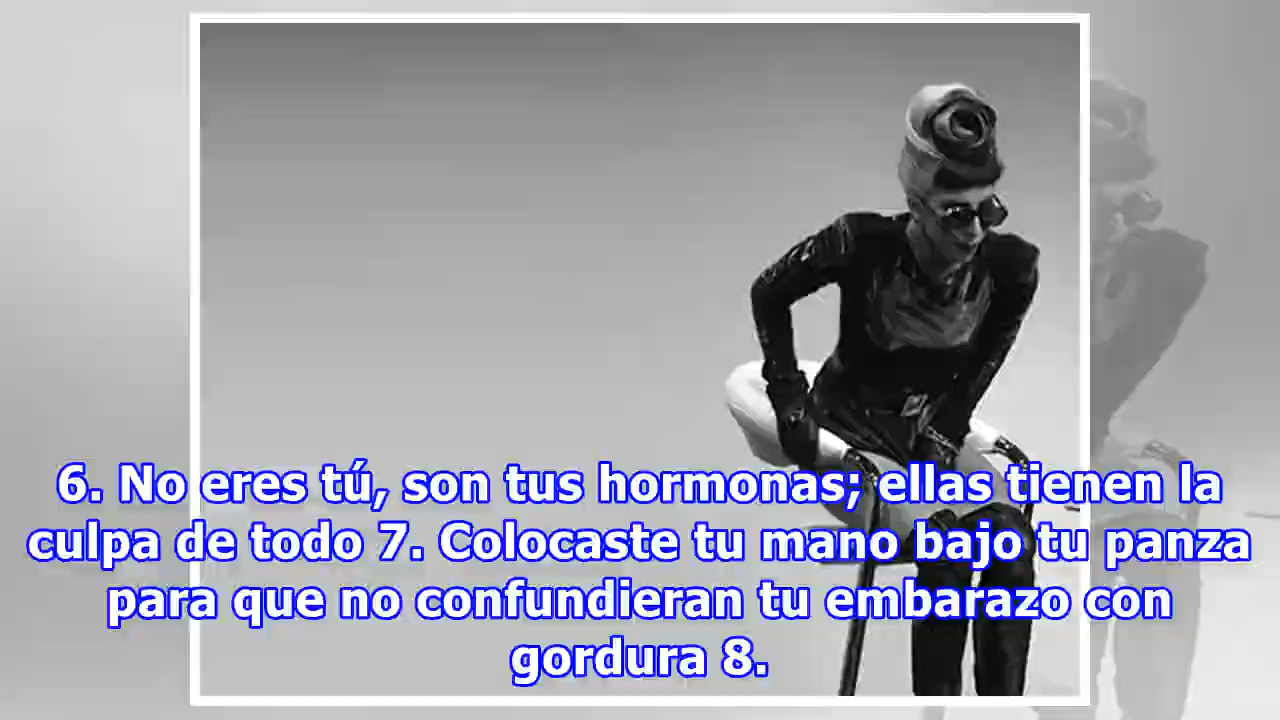 6. No eres tú, son tus hormonas; ellas tienen la
culpa de todo 7. Colocaste tu mano bajo tu panza
para que no confundieran tu embarazo con
gordura 8.